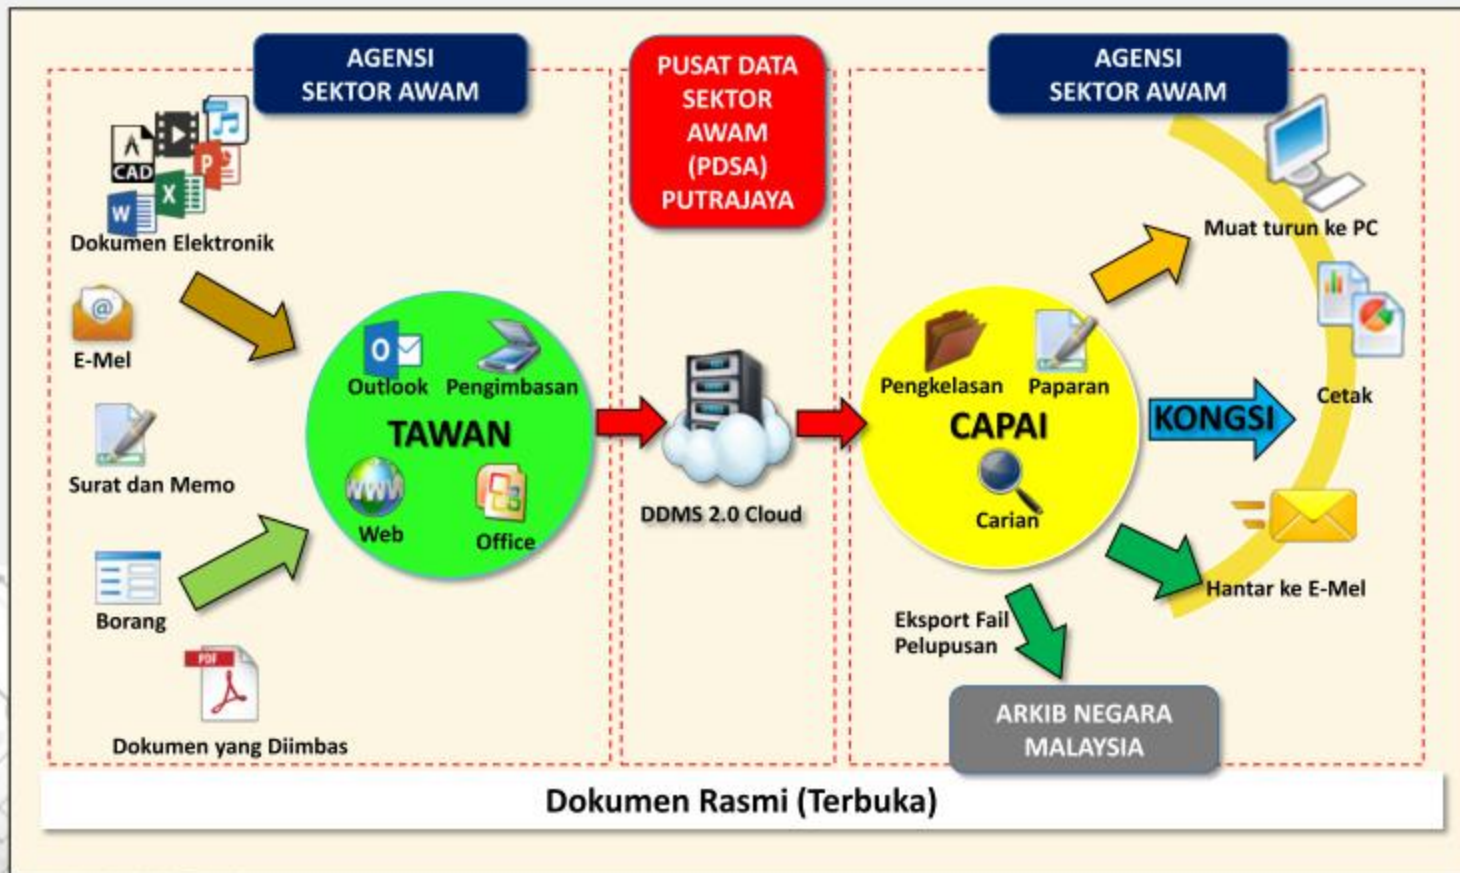 AGENSI
SEKTOR AWAM
PUSAT DATA
SEKTOR
AWAM
(PDSA)
PUTRAJAYA
AGENSI
SEKTOR AWAM
CAD
W
X
P
Dokumen Elektronik
@
E-Mel
Surat dan Memo
Borang
PDF
Dokumen yang Diimbas
O
Outlook
Pengimbasan
TAWAN
WWW
Web
Office
DDMS 2.0 Cloud
Pengkelasan
Paparan
CAPAI
Carian
KONGSI
Muat turun ke PC
Cetak
Hantar ke E-Mel
Eksport Fail
Pelupusan
ARKIB NEGARA
MALAYSIA
Dokumen Rasmi (Terbuka)